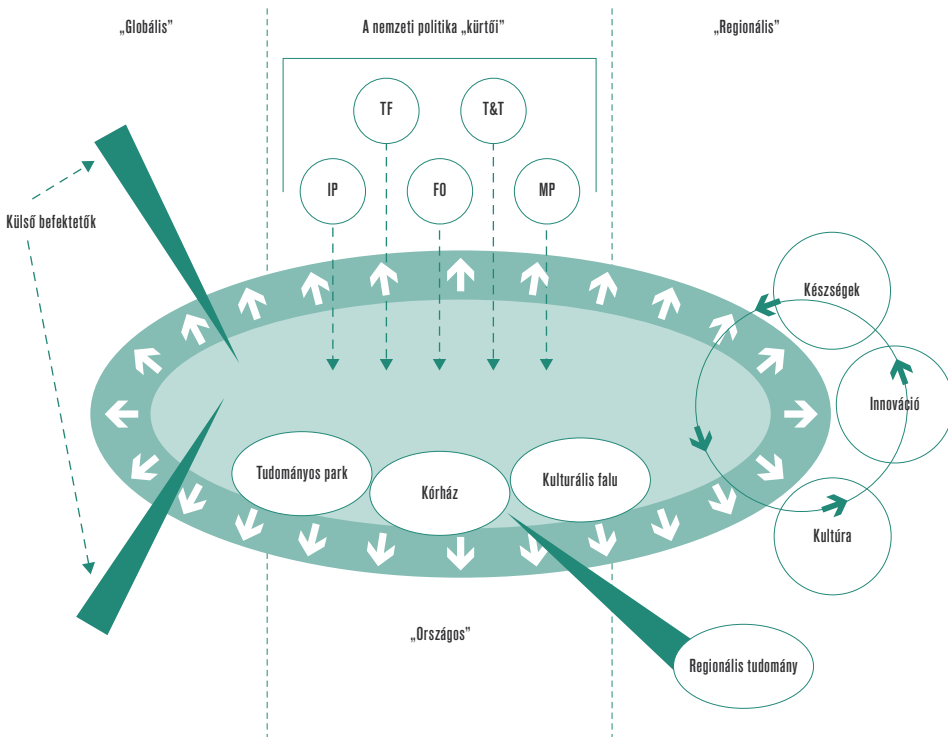 „Globális”
A nemzeti politika „kürtői”
„Regionális”
TF
T&T
IP
FO
MP
Külső befektetők
Készségek
Innováció
Kultúra
Tudományos park
Kórház
Kulturális falu
„Országos”
Regionális tudomány